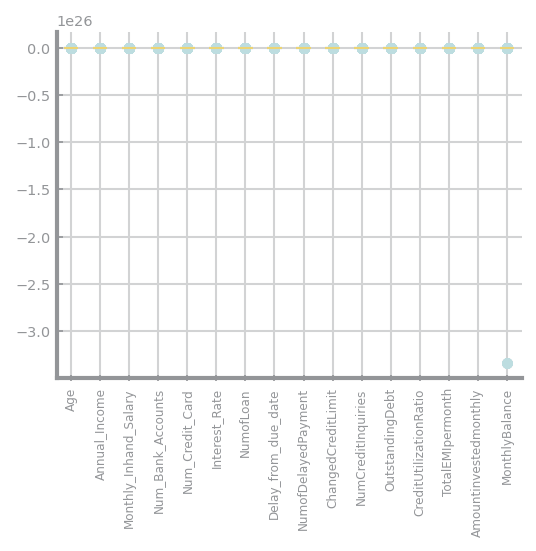 1e26
0.0
−0.5
−1.0
−1.5
−2.0
−2.5
−3.0
Age
Annual_Income
Monthly_Inhand_Salary
Num_Bank_Accounts
Num_Credit_Card
Interest_Rate
NumofLoan
Delay_from_due_date
NumofDelayedPayment
ChangedCreditLimit
NumCreditInquiries
OutstandingDebt
CreditUtilizationRatio
TotalEMIpermonth
Amountinvestedmonthly
MonthlyBalance